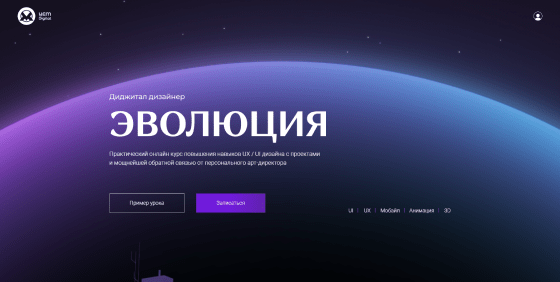 ХСТП
Digital
Диджитал дизайнер
ЭВОЛЮЦИЯ
Практический онлайн курс повышения навыков UX / UI дизайна с проектами
и мощнейшей обратной связью от персонального арт-директора
Пример урока
Записаться
UI | UX | Мобайл | Анимация | 3D